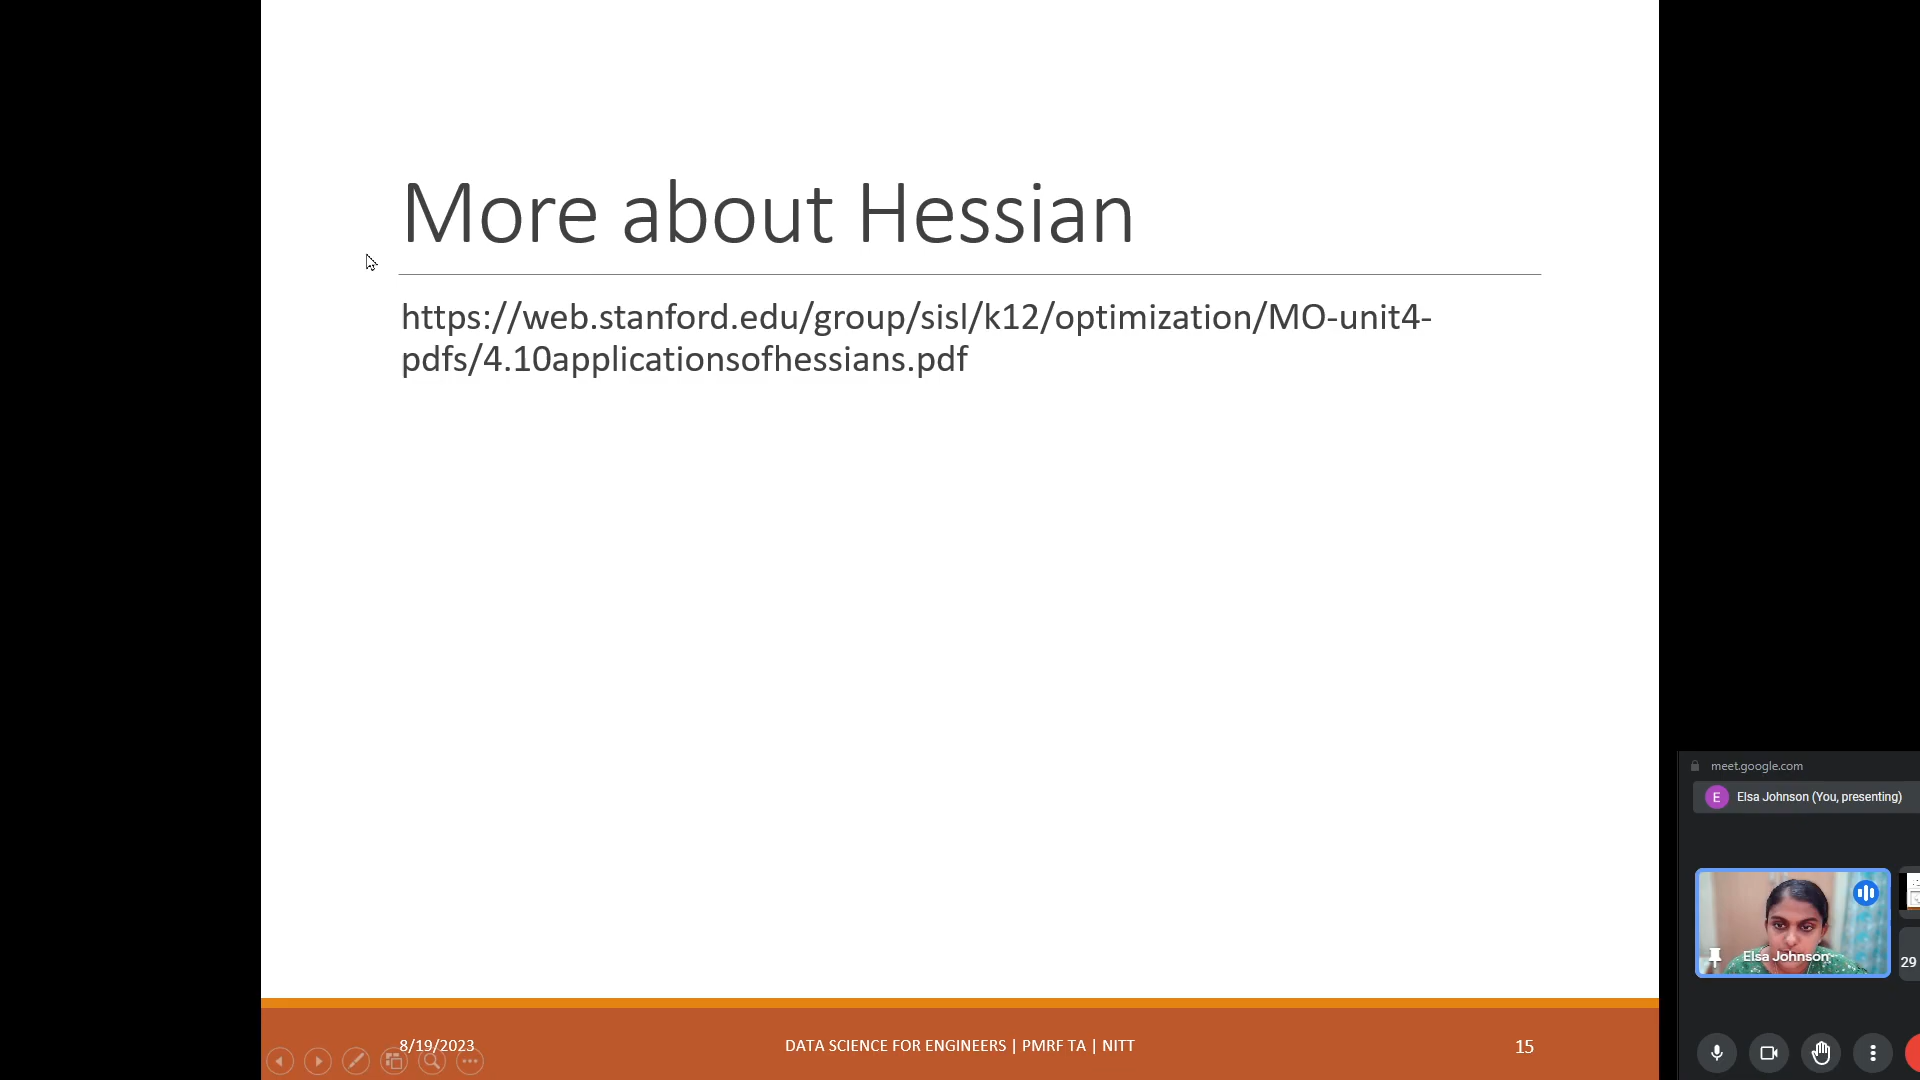 More about Hessian
https://web.stanford.edu/group/sisl/k12/optimization/MO-unit4-
pdfs/4.10applicationsofhessians.pdf
meet.google.com
E Elsa Johnson (You, presenting)
Elsa Johnson
29
8/19/2023 DATA SCIENCE FOR ENGINEERS | PMRF TA | NITT 15